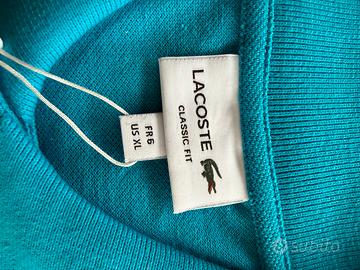 LACOSTE
CLASSIC FIT
FR 6
US XL
subito